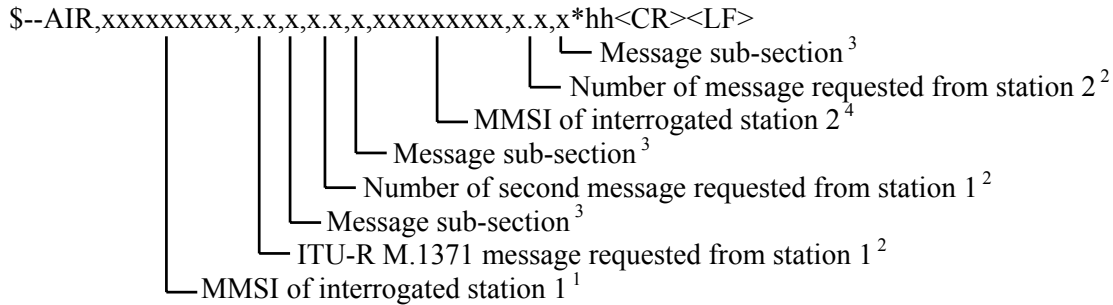 $--AIR,xxxxxxxxx,x.x,x,x.x,x,xxxxxxxxx,x.x,x*hh<CR><LF>
Message sub-section 3
Number of message requested from station 2 2
MMSI of interrogated station 2 4
Message sub-section 3
Number of second message requested from station 1 2
Message sub-section 3
ITU-R M.1371 message requested from station 1 2
MMSI of interrogated station 1 1